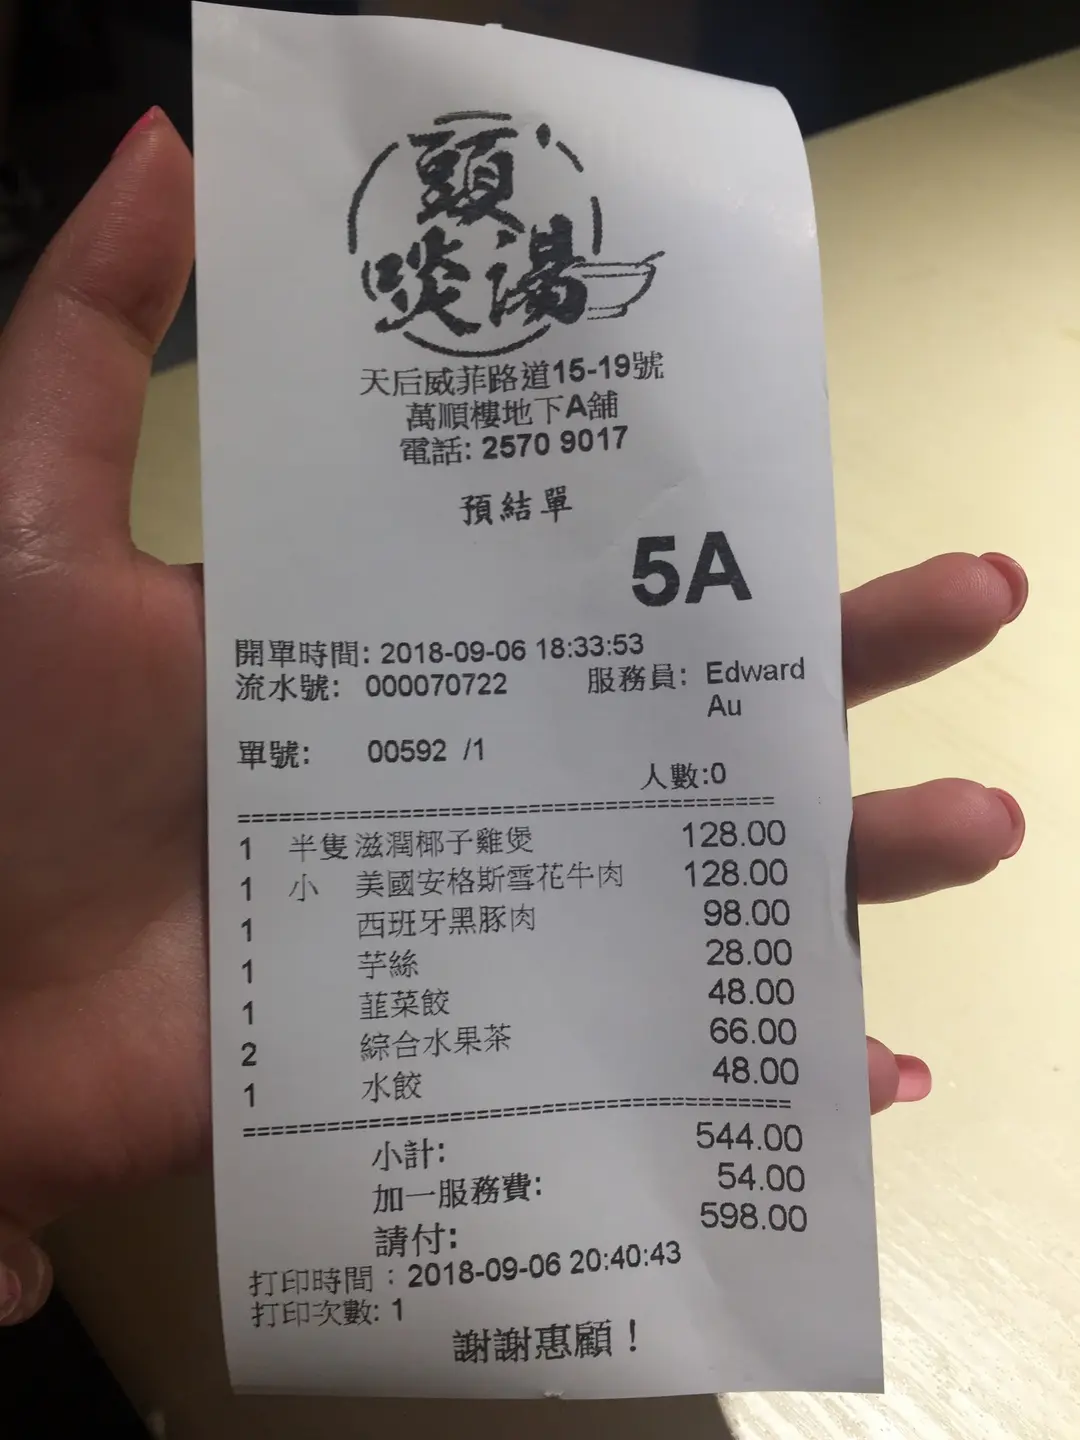 頭啖湯
天后威菲路道15-19號
萬順樓地下A舖
電話: 2570 9017
預結單
5A
開單時間: 2018-09-06 18:33:53
流水號: 000070722 服務員: Edward
Au
單號: 00592 /1
人數:0
1 半隻 滋潤椰子雞煲 128.00
1 小 美國安格斯雪花牛肉 128.00
1 西班牙黑豚肉 98.00
1 芋絲 28.00
1 韮菜餃 48.00
2 綜合水果茶 66.00
1 水餃 48.00
小計: 544.00
加一服務費: 54.00
請付: 598.00
打印時間：2018-09-06 20:40:43
打印次數: 1
謝謝惠顧！